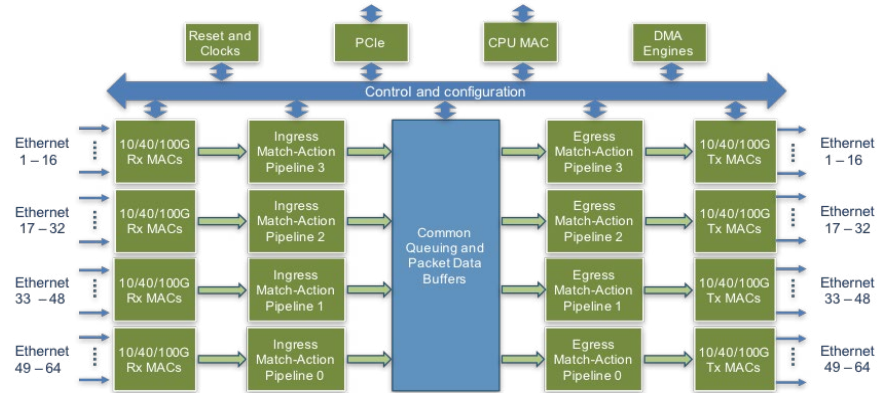 Reset and
Clocks
PCIe
CPU MAC
DMA
Engines
Control and configuration
Ethernet
1 – 16
10/40/100G
Rx MACs
Ingress
Match-Action
Pipeline 3
Egress
Match-Action
Pipeline 3
10/40/100G
Tx MACs
Ethernet
1 – 16
Ethernet
17 – 32
10/40/100G
Rx MACs
Ingress
Match-Action
Pipeline 2
Common
Queuing and
Packet Data
Buffers
Egress
Match-Action
Pipeline 2
10/40/100G
Tx MACs
Ethernet
17 – 32
Ethernet
33 – 48
10/40/100G
Rx MACs
Ingress
Match-Action
Pipeline 1
Egress
Match-Action
Pipeline 1
10/40/100G
Tx MACs
Ethernet
33 – 48
Ethernet
49 – 64
10/40/100G
Rx MACs
Ingress
Match-Action
Pipeline 0
Egress
Match-Action
Pipeline 0
10/40/100G
Tx MACs
Ethernet
49 – 64